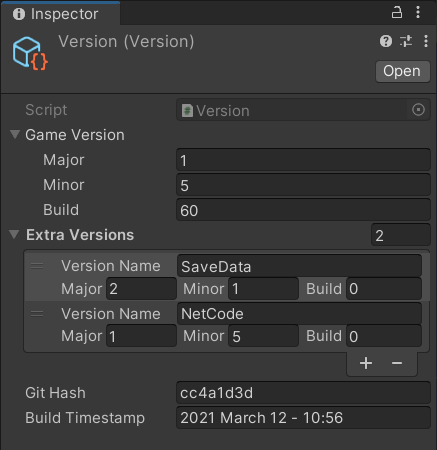 Inspector
Version (Version)
Open
Script Version
Game Version
Major 1
Minor 5
Build 60
Extra Versions 2
Version Name SaveData
Major 2 Minor 1 Build 0
Version Name NetCode
Major 1 Minor 5 Build 0
+ −
Git Hash cc4a1d3d
Build Timestamp 2021 March 12 - 10:56